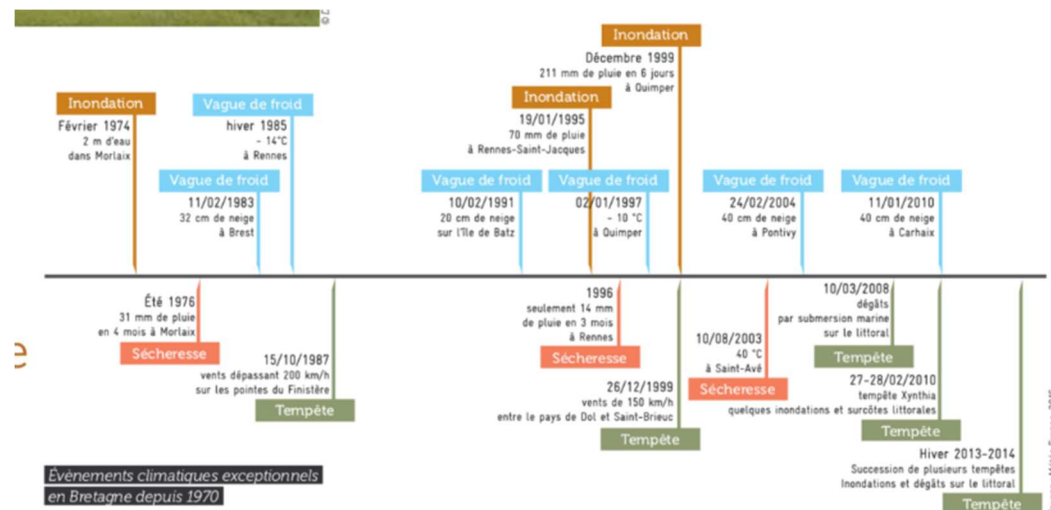 Inondation
Février 1974
2 m d'eau
dans Morlaix
Vague de froid
hiver 1985
- 14°C
à Rennes
Vague de froid
11/02/1983
32 cm de neige
à Brest
Inondation
Décembre 1999
211 mm de pluie en 6 jours
à Quimper
Inondation
19/01/1995
70 mm de pluie
à Rennes-Saint-Jacques
Vague de froid
10/02/1991
20 cm de neige
sur l'île de Batz
Vague de froid
02/01/1997
- 10 °C
à Quimper
Vague de froid
24/02/2004
40 cm de neige
à Pontivy
Vague de froid
11/01/2010
40 cm de neige
à Carhaix
Été 1976
31 mm de pluie
en 4 mois à Morlaix
Sécheresse
15/10/1987
vents dépassant 200 km/h
sur les pointes du Finistère
Tempête
1996
seulement 14 mm
de pluie en 3 mois
à Rennes
Sécheresse
26/12/1999
vents de 150 km/h
entre le pays de Dol et Saint-Brieuc
Tempête
10/08/2003
40 °C
à Saint-Avé
Sécheresse
10/03/2008
dégâts
par submersion marine
sur le littoral
Tempête
27-28/02/2010
tempête Xynthia
quelques inondations et surcôtes littorales
Tempête
Hiver 2013-2014
Succession de plusieurs tempêtes
Inondations et dégâts sur le littoral
Tempête
e
Évènements climatiques exceptionnels
en Bretagne depuis 1970